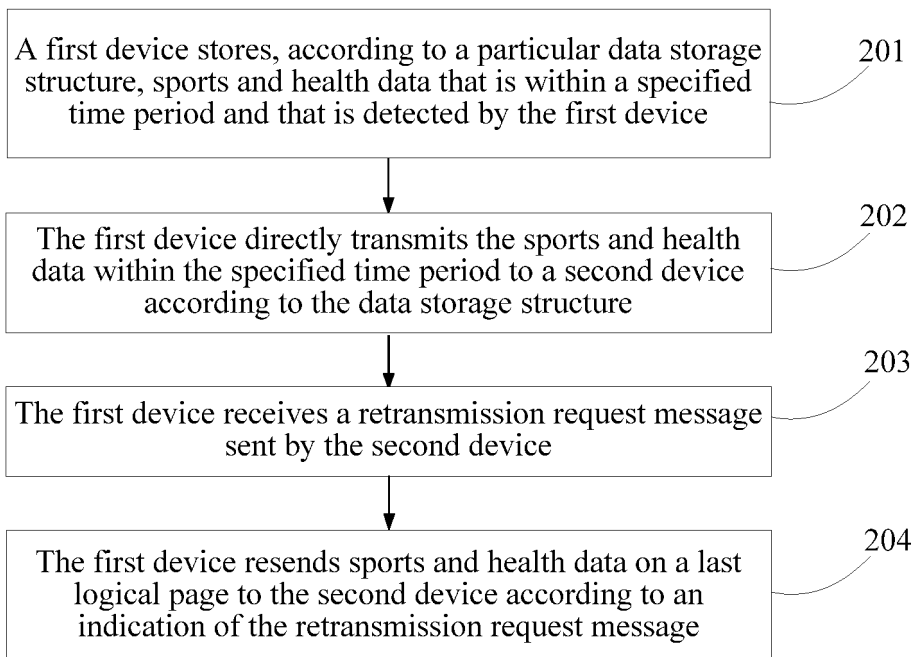 A first device stores, according to a particular data storage
structure, sports and health data that is within a specified
time period and that is detected by the first device
201
The first device directly transmits the sports and health
data within the specified time period to a second device
according to the data storage structure
202
The first device receives a retransmission request message
sent by the second device
203
The first device resends sports and health data on a last
logical page to the second device according to an
indication of the retransmission request message
204